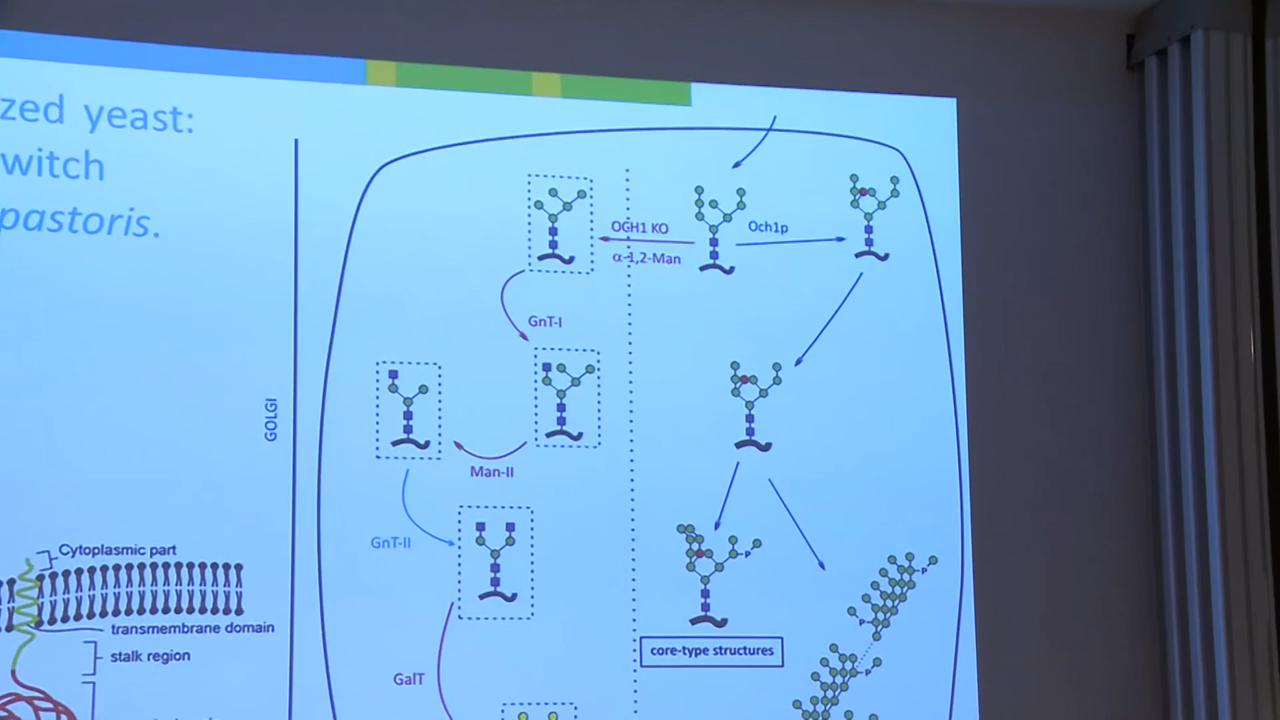 zed yeast:
witch
pastoris.
OGH1 KO
α-1,2-Man
Och1p
GnT-I
GOLGI
Man-II
GnT-II
P
P
P
P
Cytoplasmic part
transmembrane domain
stalk region
core-type structures
GalT